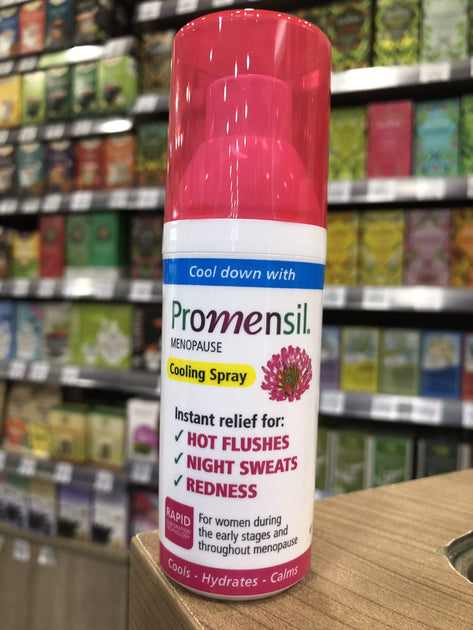 Cool down with
Promensil.
MENOPAUSE
Cooling Spray
Instant relief for:
✓ HOT FLUSHES
✓ NIGHT SWEATS
✓ REDNESS
RAPID
For women during
the early stages and
throughout menopause
Cools - Hydrates - Calms